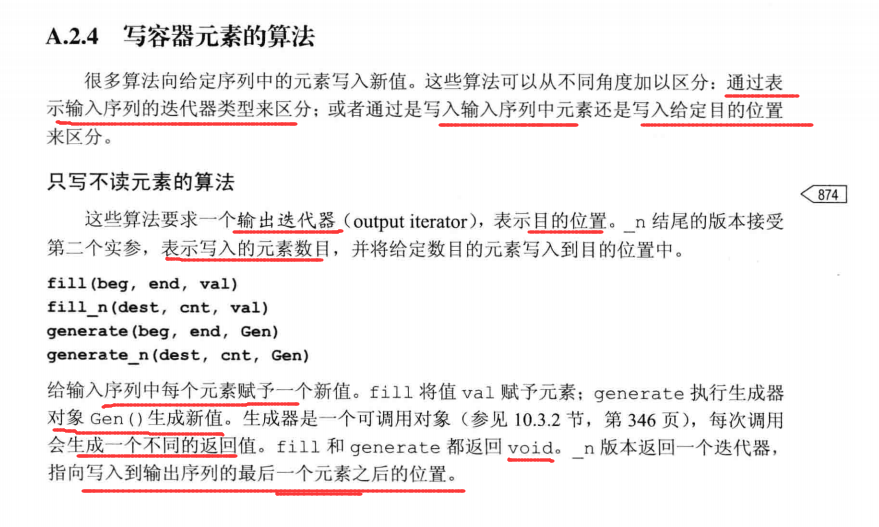 A.2.4 写容器元素的算法
很多算法向给定序列中的元素写入新值。这些算法可以从不同角度加以区分：通过表
示输入序列的迭代器类型来区分；或者通过是写入输入序列中元素还是写入给定目的位置
来区分。
只写不读元素的算法
874
这些算法要求一个输出迭代器（output iterator），表示目的位置。_n 结尾的版本接受
第二个实参，表示写入的元素数目，并将给定数目的元素写入到目的位置中。
fill(beg, end, val)
fill_n(dest, cnt, val)
generate(beg, end, Gen)
generate_n(dest, cnt, Gen)
给输入序列中每个元素赋予一个新值。fill 将值 val 赋予元素；generate 执行生成器
对象 Gen()生成新值。生成器是一个可调用对象（参见 10.3.2 节，第 346 页），每次调用
会生成一个不同的返回值。fill 和 generate 都返回 void。_n 版本返回一个迭代器，
指向写入到输出序列的最后一个元素之后的位置。